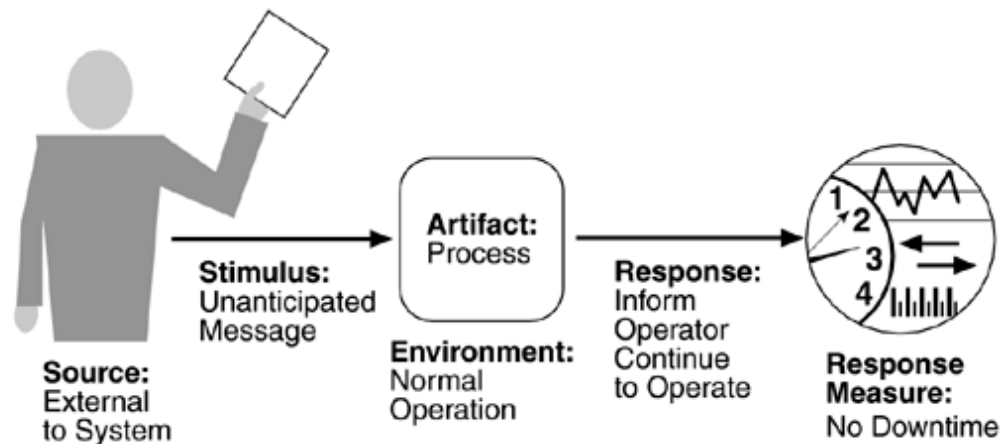 Source:
External
to System
Stimulus:
Unanticipated
Message
Artifact:
Process
Environment:
Normal
Operation
Response:
Inform
Operator
Continue
to Operate
1
2
3
4
Response
Measure:
No Downtime